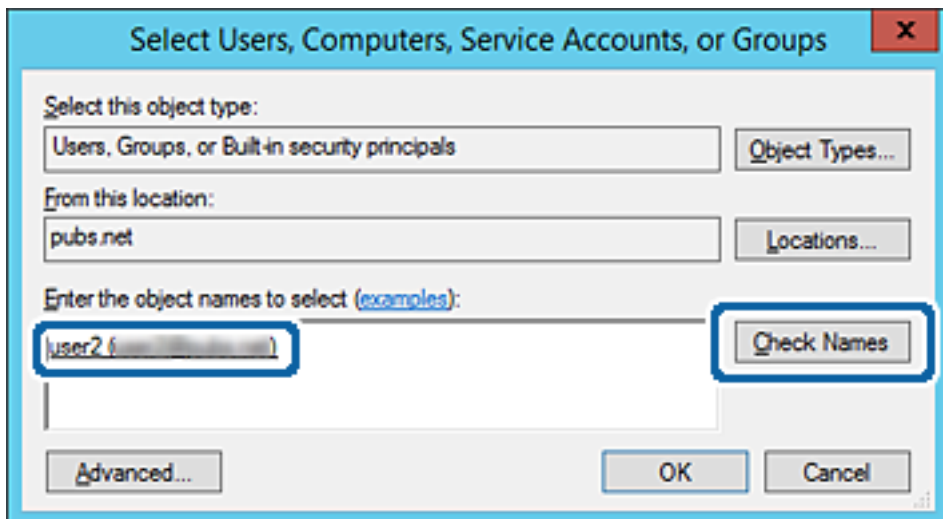 Select Users, Computers, Service Accounts, or Groups
x
Select this object type:
Users, Groups, or Built-in security principals
Object Types...
From this location:
pubs.net
Locations...
Enter the object names to select (examples):
user2 ( )
Check Names
Advanced...
OK
Cancel